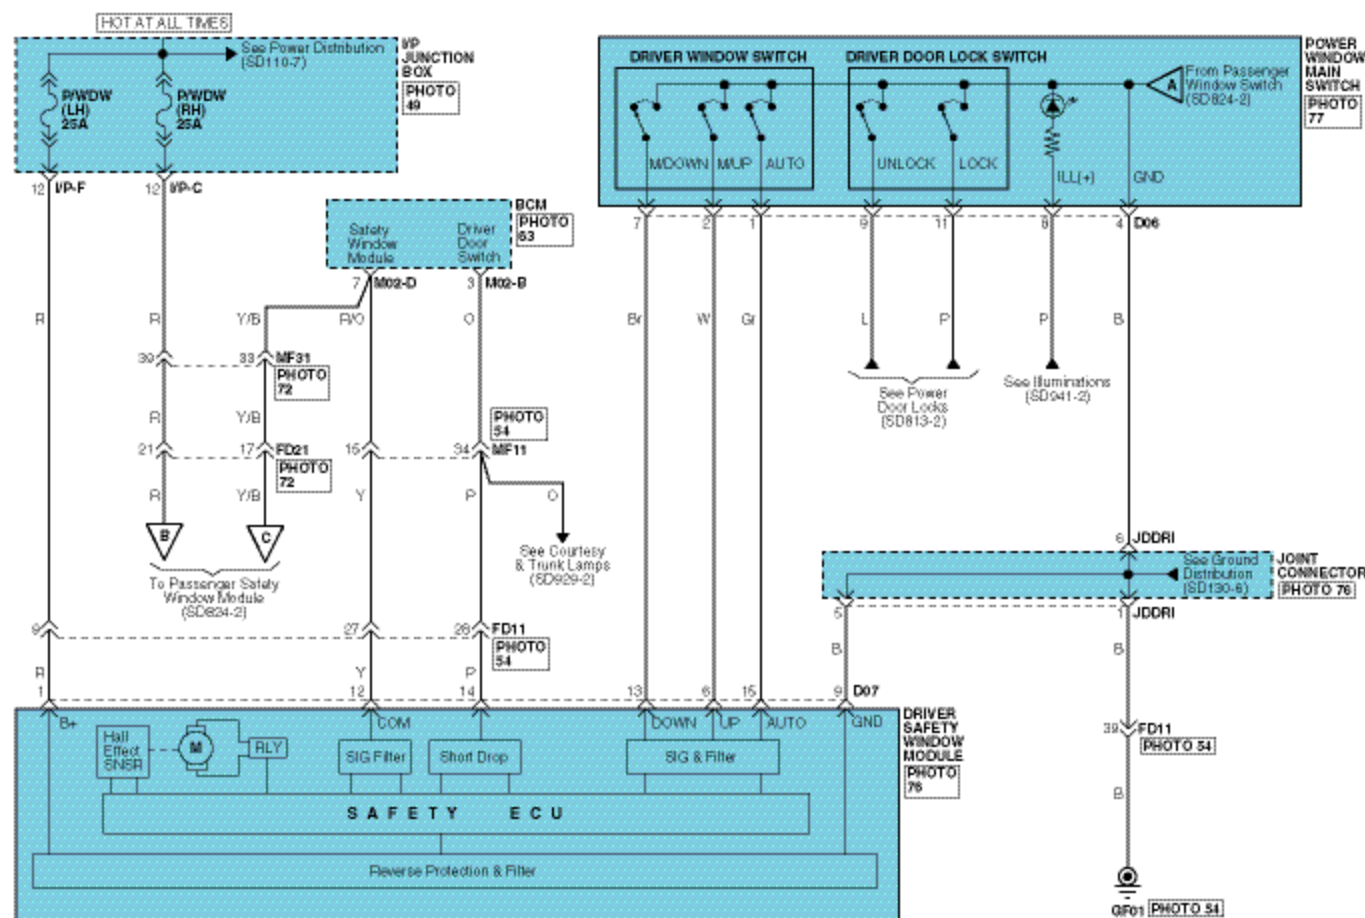 HOT AT ALL TIMES
See Power Distribution
(SD110-7)
I/P
JUNCTION
BOX
PHOTO
49
P/WDW
(LH)
25A
P/WDW
(RH)
25A
12 I/P-F
12 I/P-C
DRIVER WINDOW SWITCH
DRIVER DOOR LOCK SWITCH
POWER
WINDOW
MAIN
SWITCH
PHOTO
77
A
From Passenger
Window Switch
(SD824-2)
M/DOWN M/UP AUTO
UNLOCK LOCK
ILL(+)
GND
7 2 1 9 11 8 4 D06
BCM
PHOTO
63
Safety
Window
Module
Driver
Door
Switch
7 M02-D
3 M02-B
R R Y/B R/O O Br W Gr L P P B
39 33 MF31
PHOTO
72
See Power
Door Locks
(SD813-2)
See Illuminations
(SD941-2)
R Y/B
PHOTO
54
21 17 FD21
PHOTO
72
15 34 MF11
R Y/B Y P O
B
C
To Passenger Safety
Window Module
(SD824-2)
See Courtesy
& Trunk Lamps
(SD929-2)
6 JDDRI
See Ground
Distribution
(SD130-6)
JOINT
CONNECTOR
PHOTO 76
5 1 JDDRI
9 27 28 FD11
PHOTO
54
B B
R Y P
1 12 14 13 6 15 9 D07
B+ COM DOWN UP AUTO GND
DRIVER
SAFETY
WINDOW
MODULE
PHOTO
76
Hall
Effect
SNSR
M
RLY
SIG Filter
Short Drop
SIG & Filter
39 FD11
PHOTO 54
B
SAFETY ECU
Reverse Protection & Filter
GF01 PHOTO 54